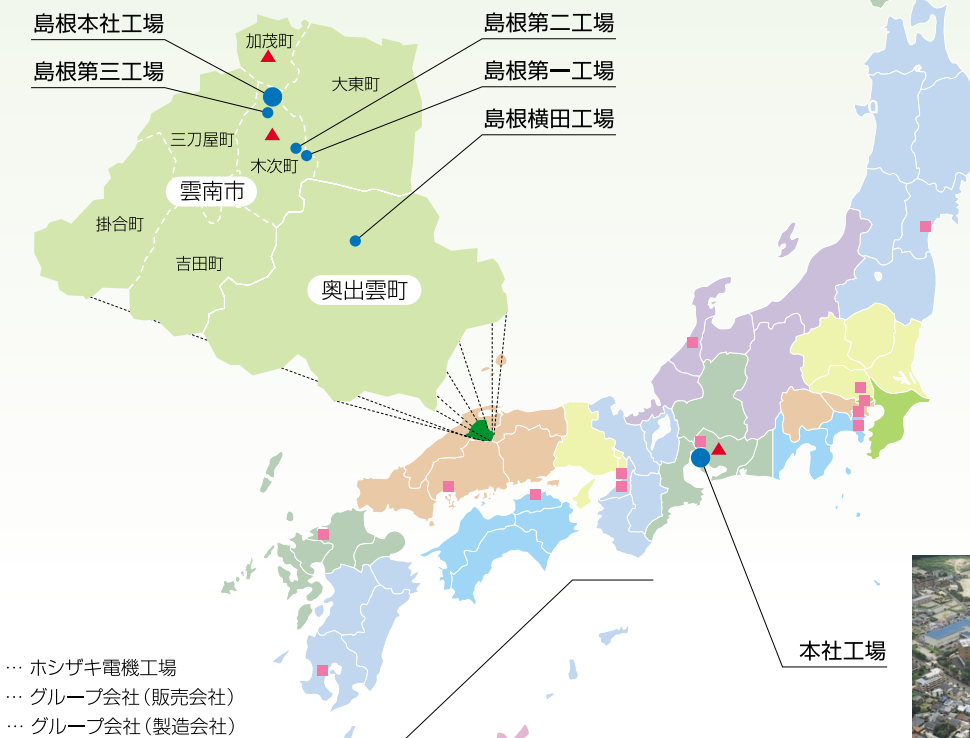 島根本社工場
島根第三工場
島根第二工場
島根第一工場
島根横田工場
加茂町
大東町
三刀屋町
木次町
雲南市
掛合町
吉田町
奥出雲町
本社工場
… ホシザキ電機工場
… グループ会社（販売会社）
… グループ会社（製造会社）